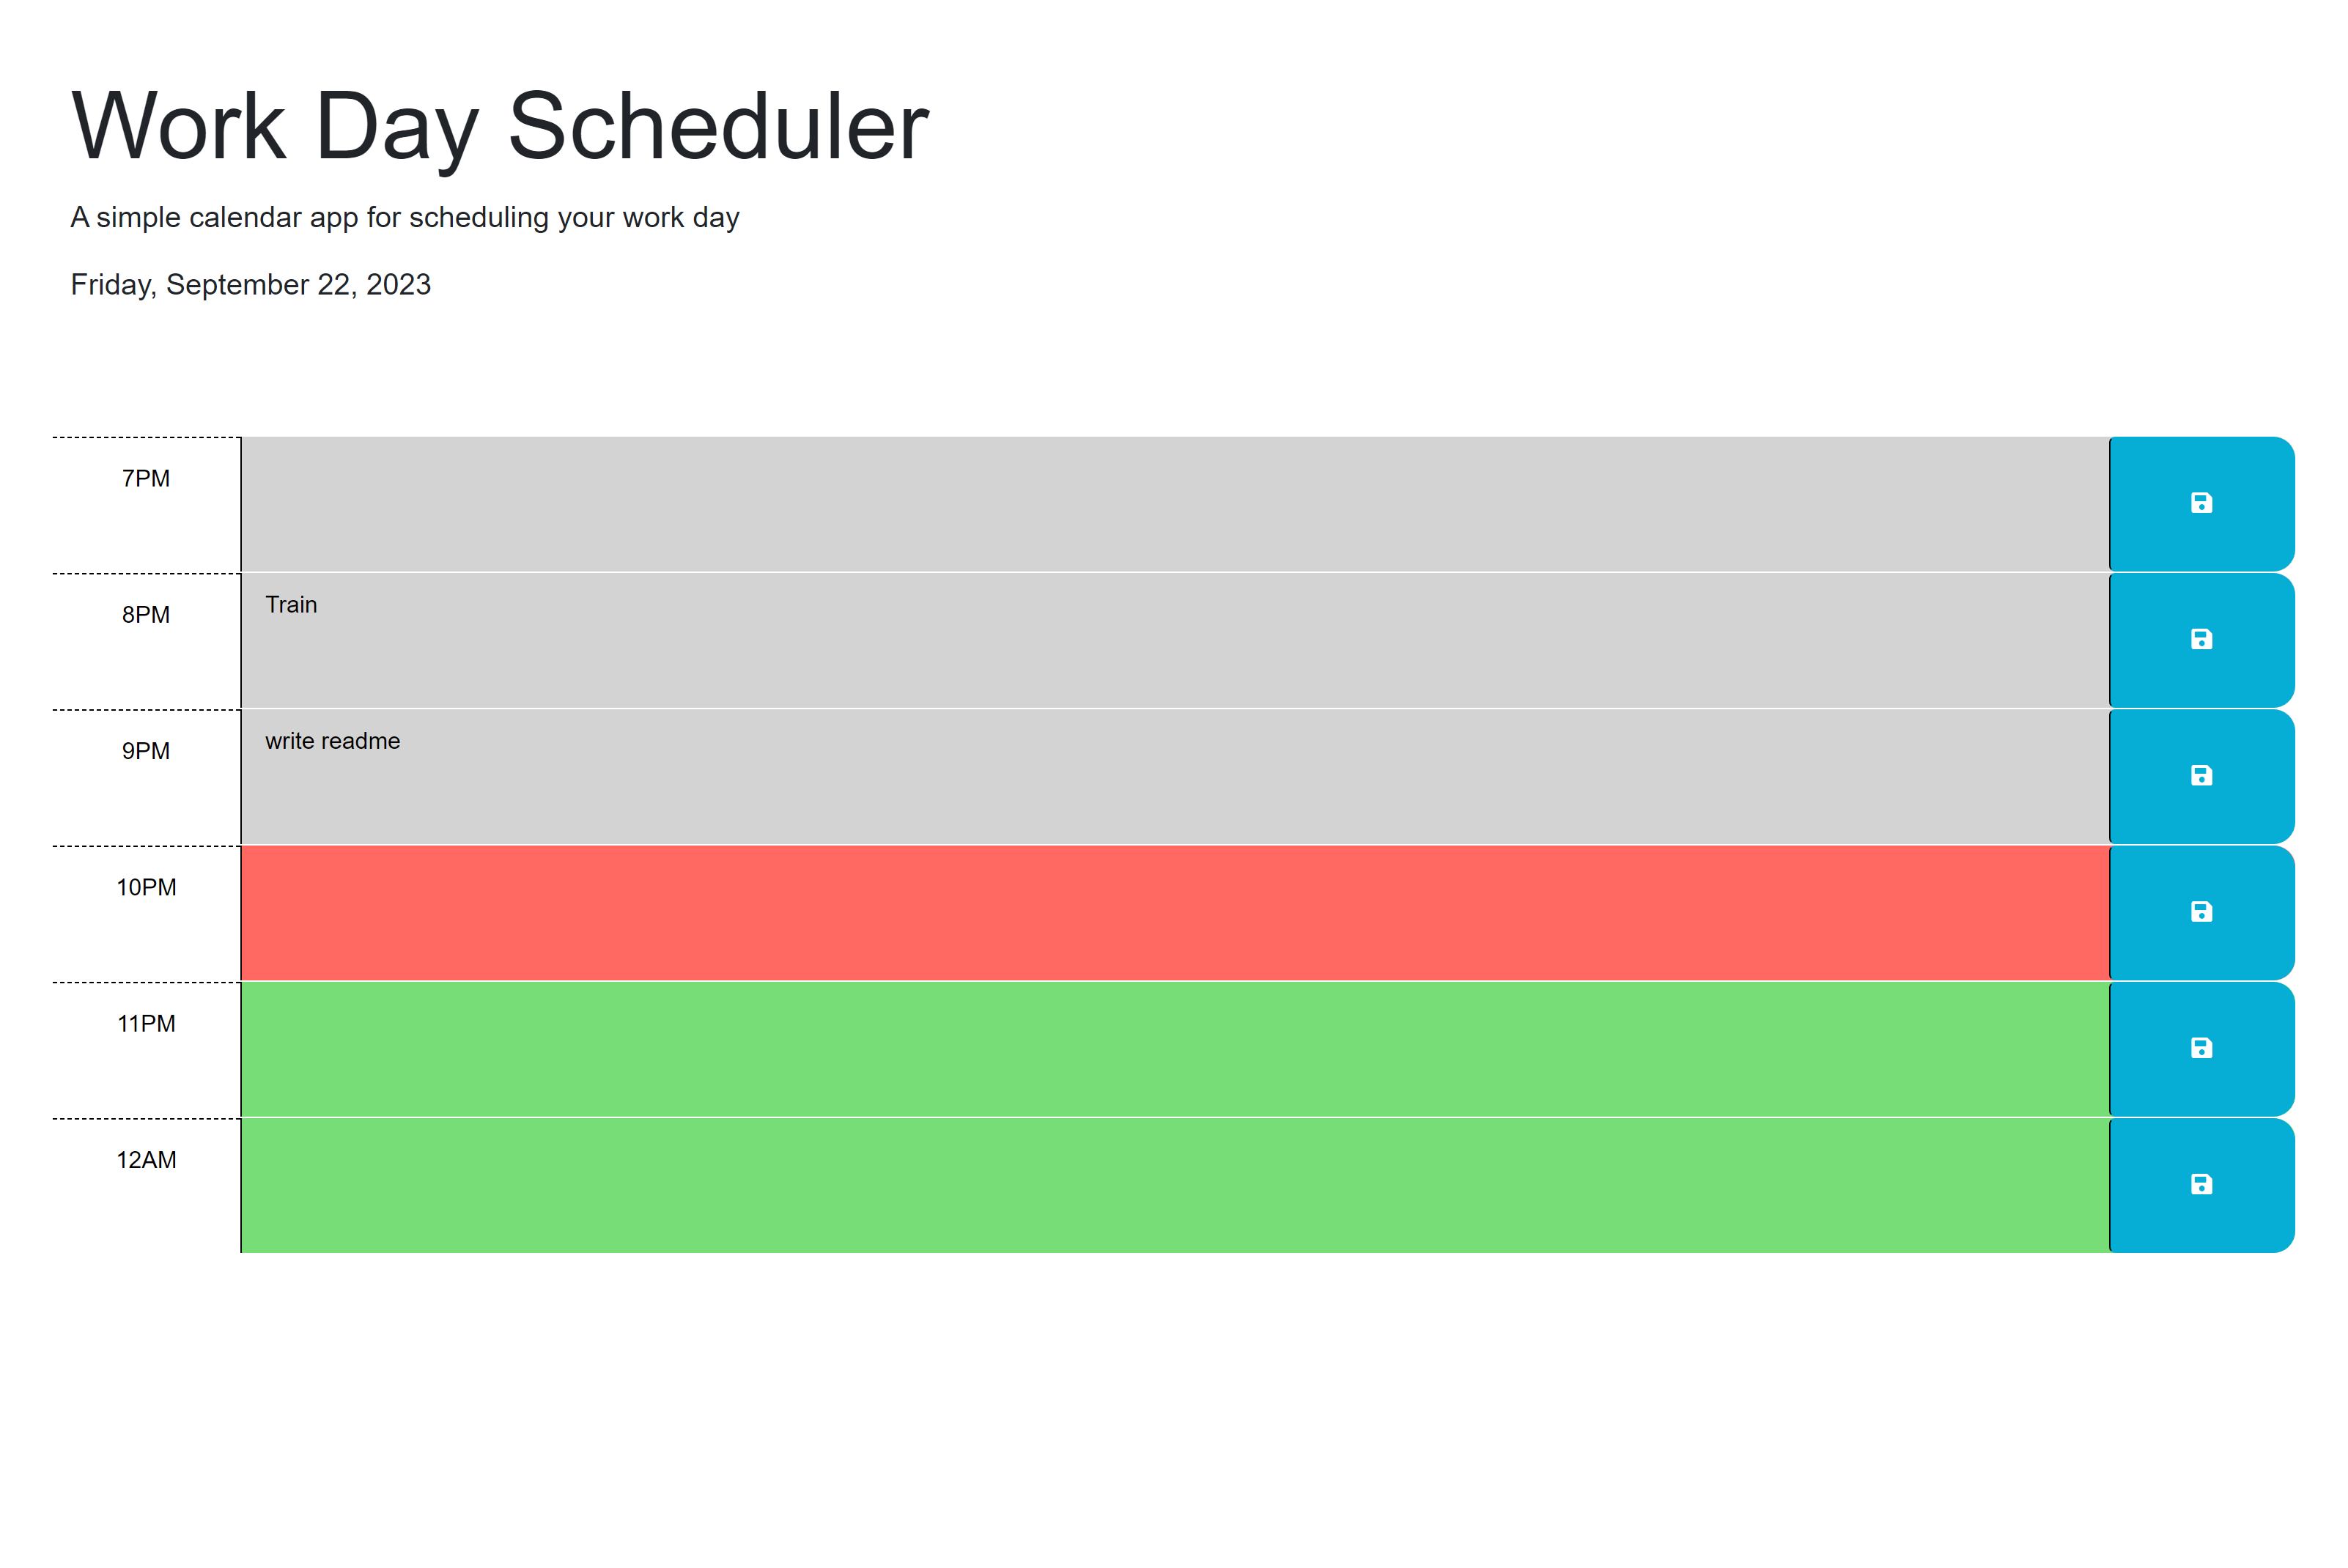 Work Day Scheduler
A simple calendar app for scheduling your work day
Friday, September 22, 2023
7PM
8PM
Train
9PM
write readme
10PM
11PM
12AM